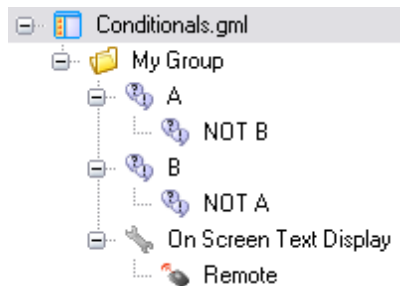 Conditionals.gml
My Group
A
NOT B
B
NOT A
On Screen Text Display
Remote